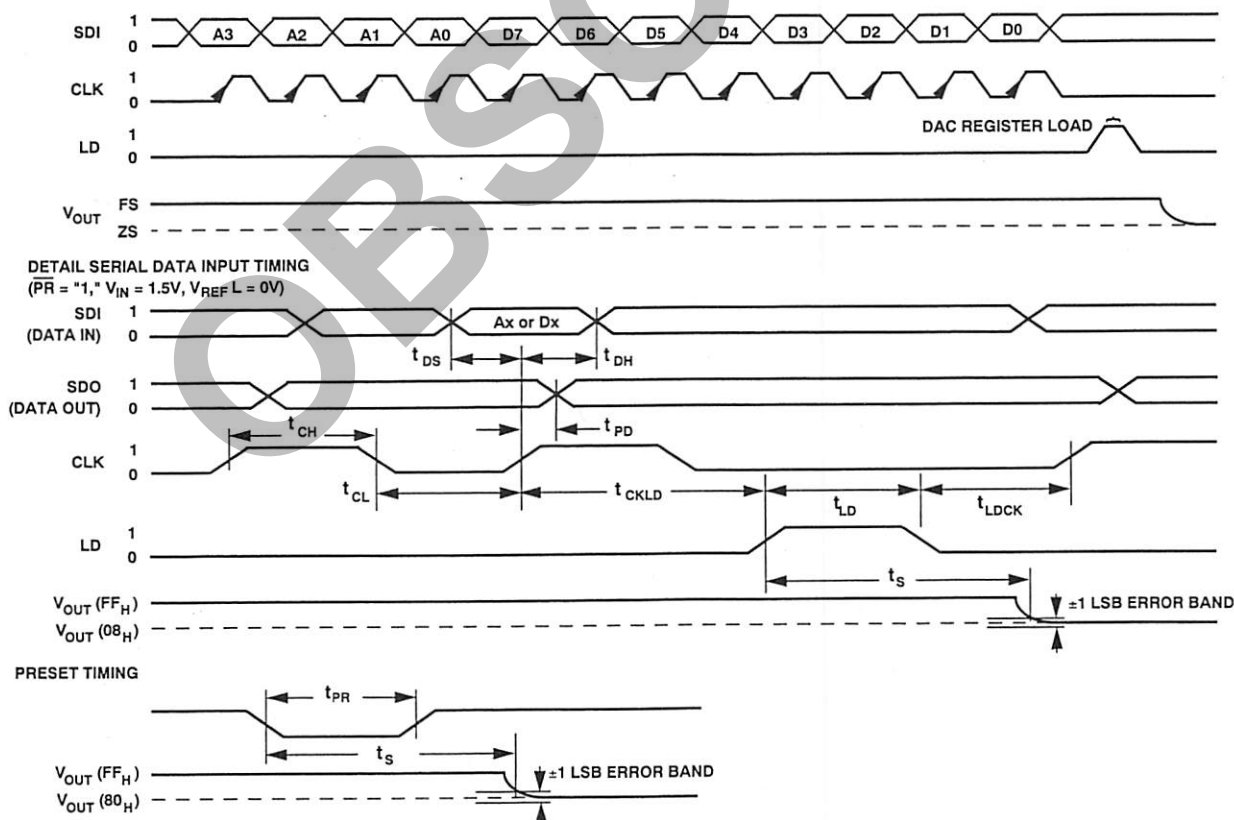 SDI 1 0 A3 A2 A1 A0 D7 D6 D5 D4 D3 D2 D1 D0
CLK 1 0
LD 1 0 DAC REGISTER LOAD
VOUT FS
ZS
DETAIL SERIAL DATA INPUT TIMING
(PR = "1," VIN = 1.5V, VREF L = 0V)
SDI 1
(DATA IN) 0 Ax or Dx
tDS tDH
SDO 1
(DATA OUT) 0
tCH tPD
CLK 1 0
tCL tCKLD tLD tLDCK
LD 1 0
tS
VOUT (FFH) ±1 LSB ERROR BAND
VOUT (08H)
PRESET TIMING
tPR
tS
VOUT (FFH) ±1 LSB ERROR BAND
VOUT (80H)
OBSO